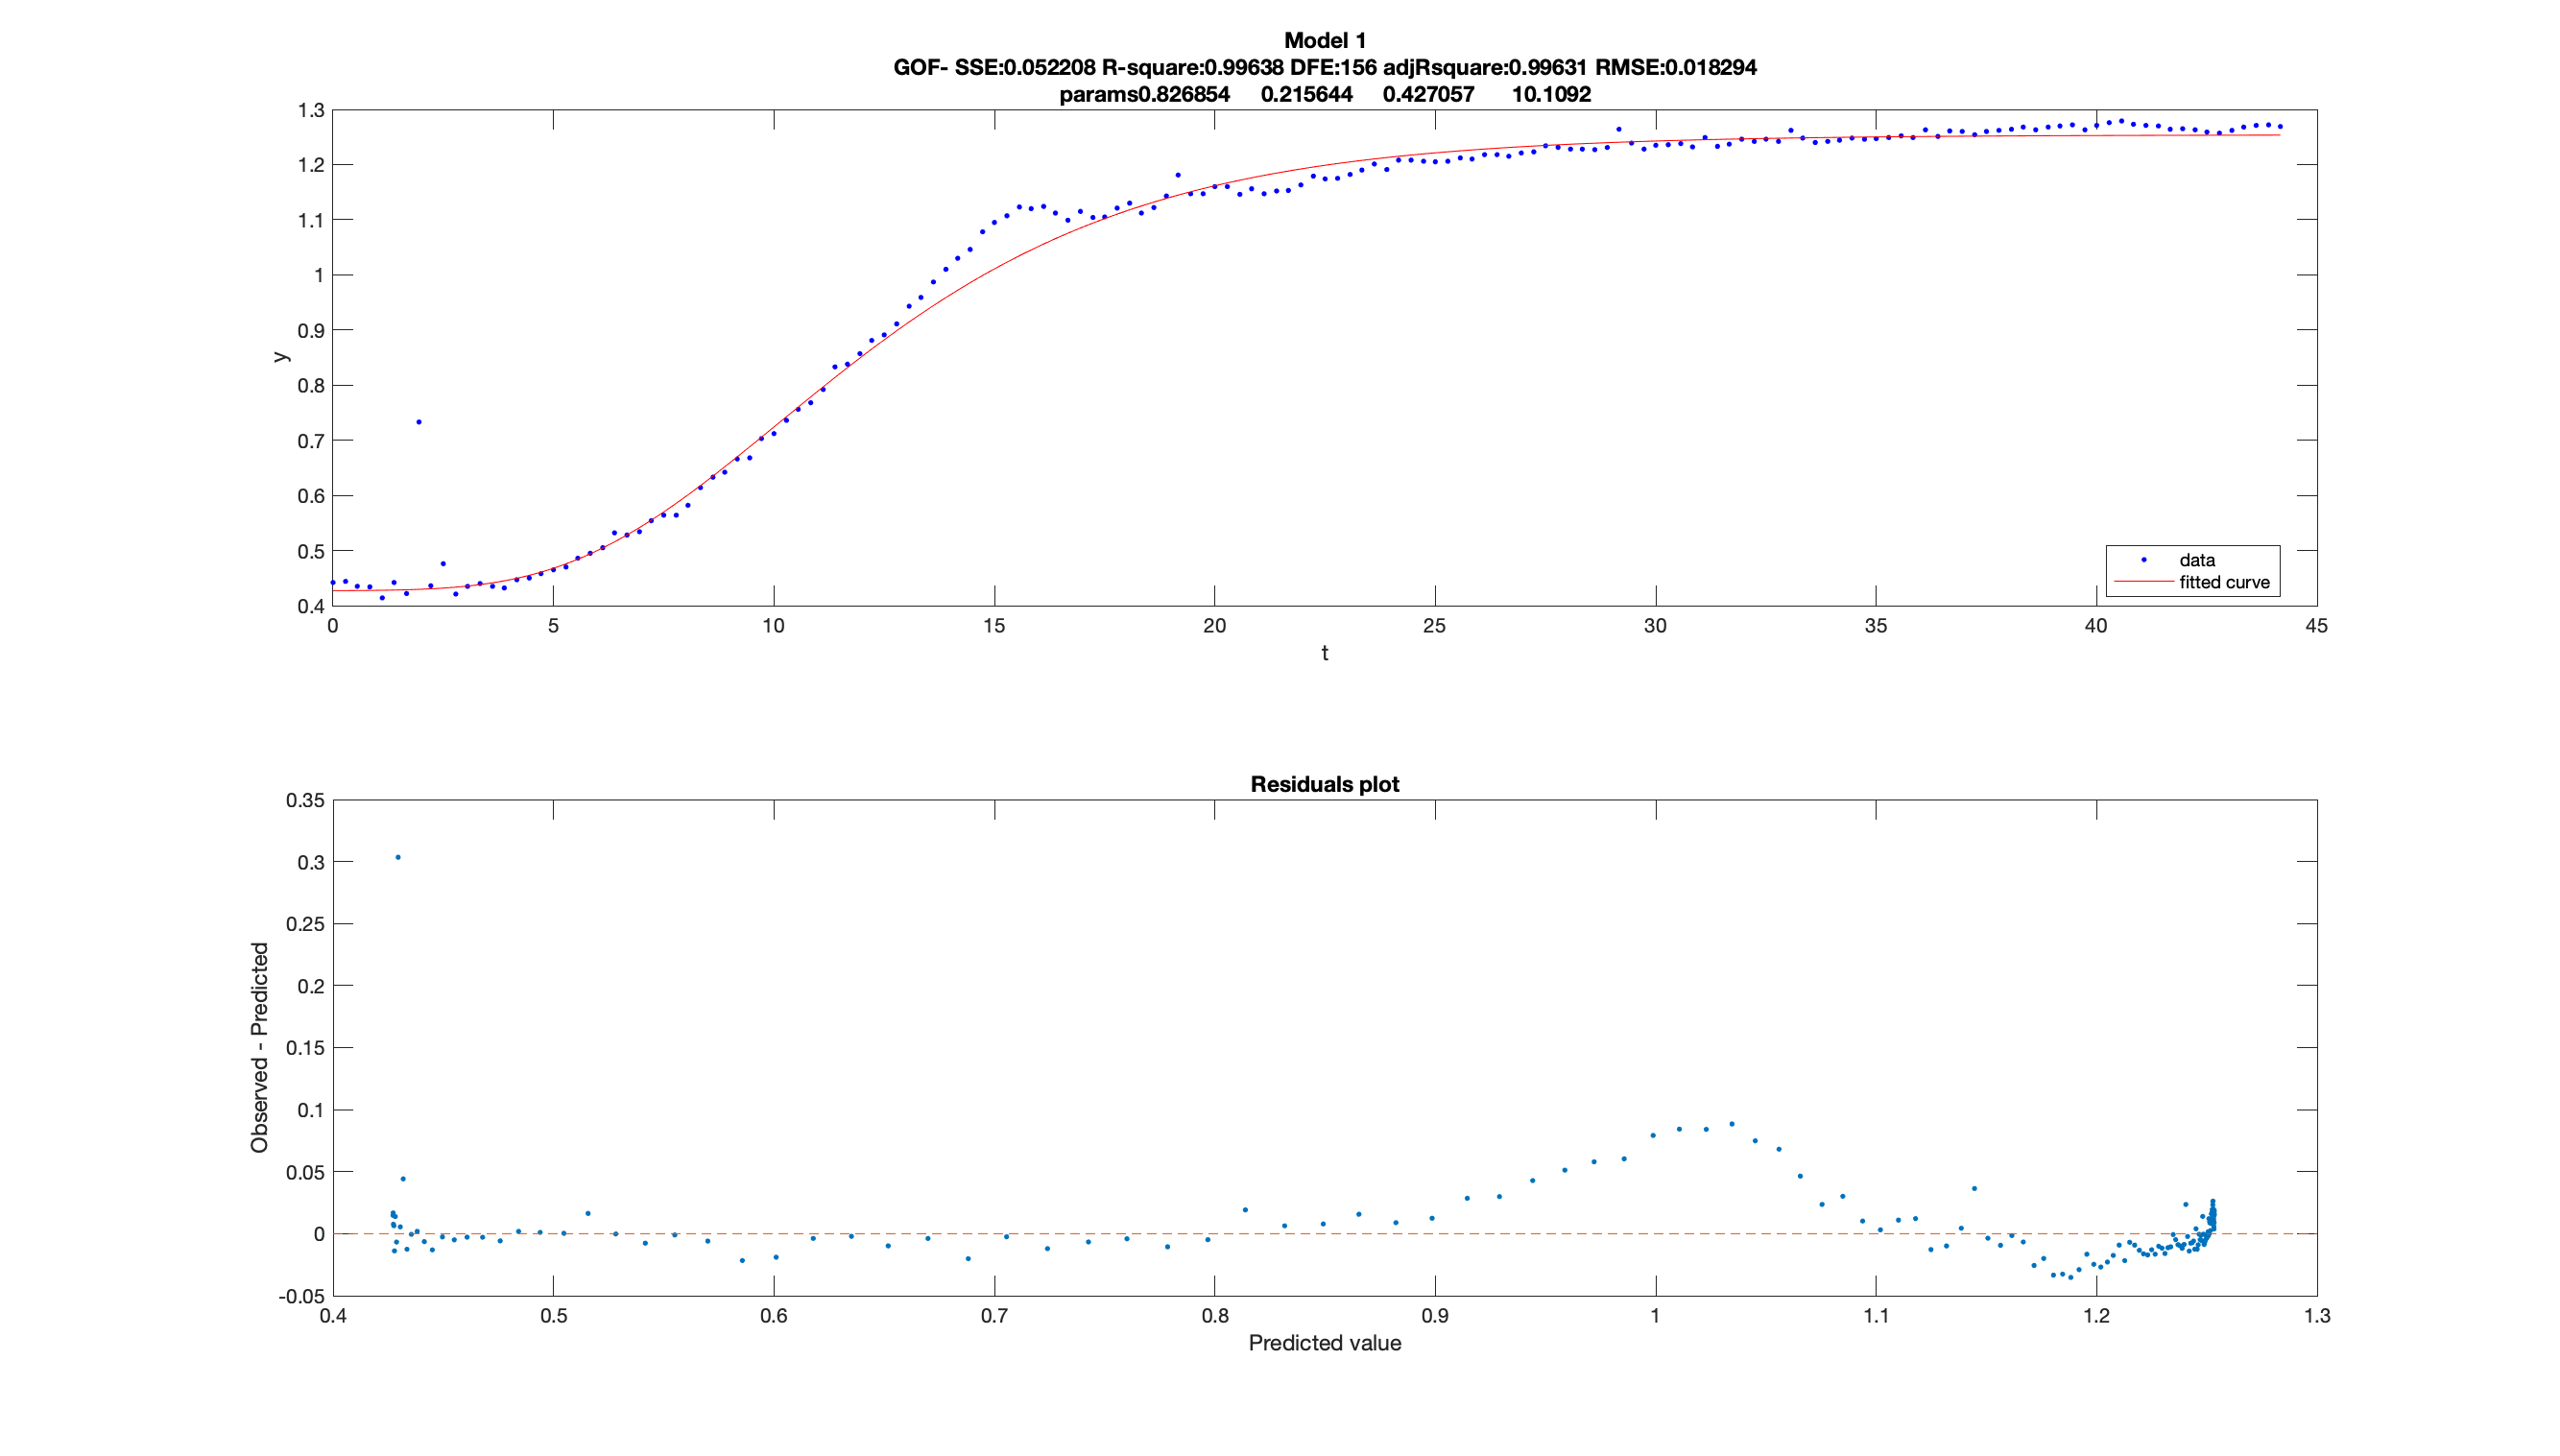 Model 1
GOF- SSE:0.052208 R-square:0.99638 DFE:156 adjRsquare:0.99631 RMSE:0.018294
params0.826854 0.215644 0.427057 10.1092
1.3
1.2
1.1
1
0.9
0.8
0.7
0.6
0.5
0.4
y
0 5 10 15 20 25 30 35 40 45
t
data
fitted curve
Residuals plot
0.35
0.3
0.25
0.2
0.15
0.1
0.05
0
-0.05
Observed - Predicted
0.4 0.5 0.6 0.7 0.8 0.9 1 1.1 1.2 1.3
Predicted value